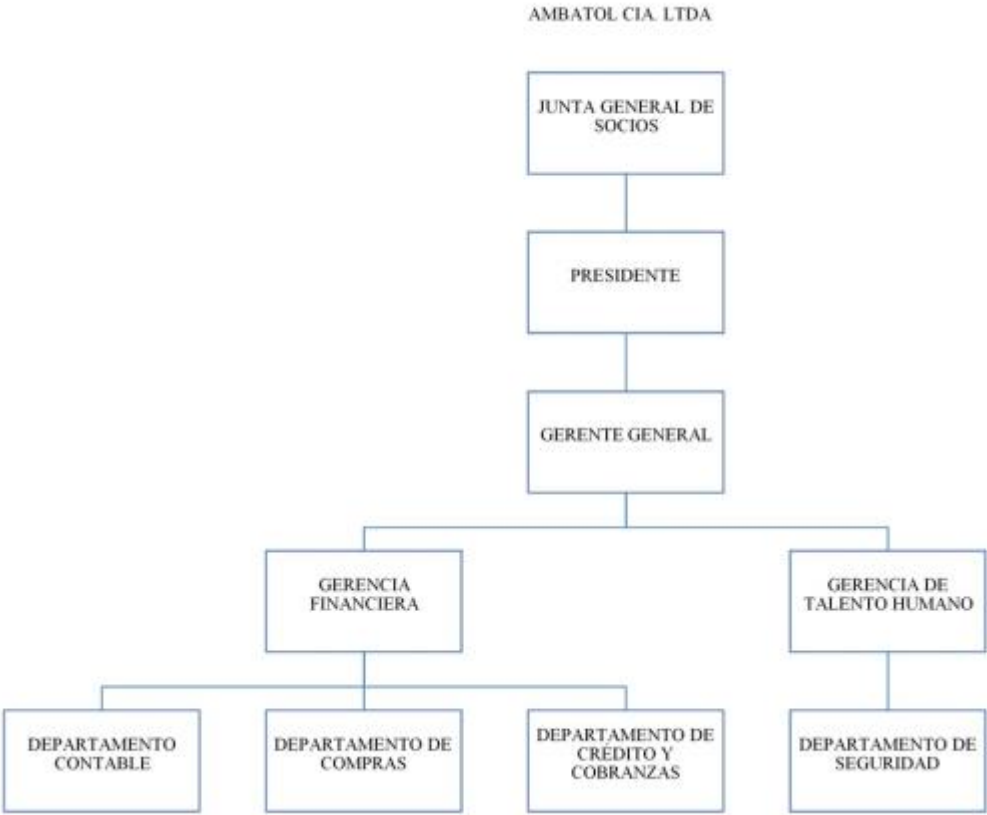 AMBATOL CIA. LTDA
JUNTA GENERAL DE
SOCIOS
PRESIDENTE
GERENTE GENERAL
GERENCIA
FINANCIERA
GERENCIA DE
TALENTO HUMANO
DEPARTAMENTO
CONTABLE
DEPARTAMENTO DE
COMPRAS
DEPARTAMENTO DE
CRÉDITO Y
COBRANZAS
DEPARTAMENTO DE
SEGURIDAD